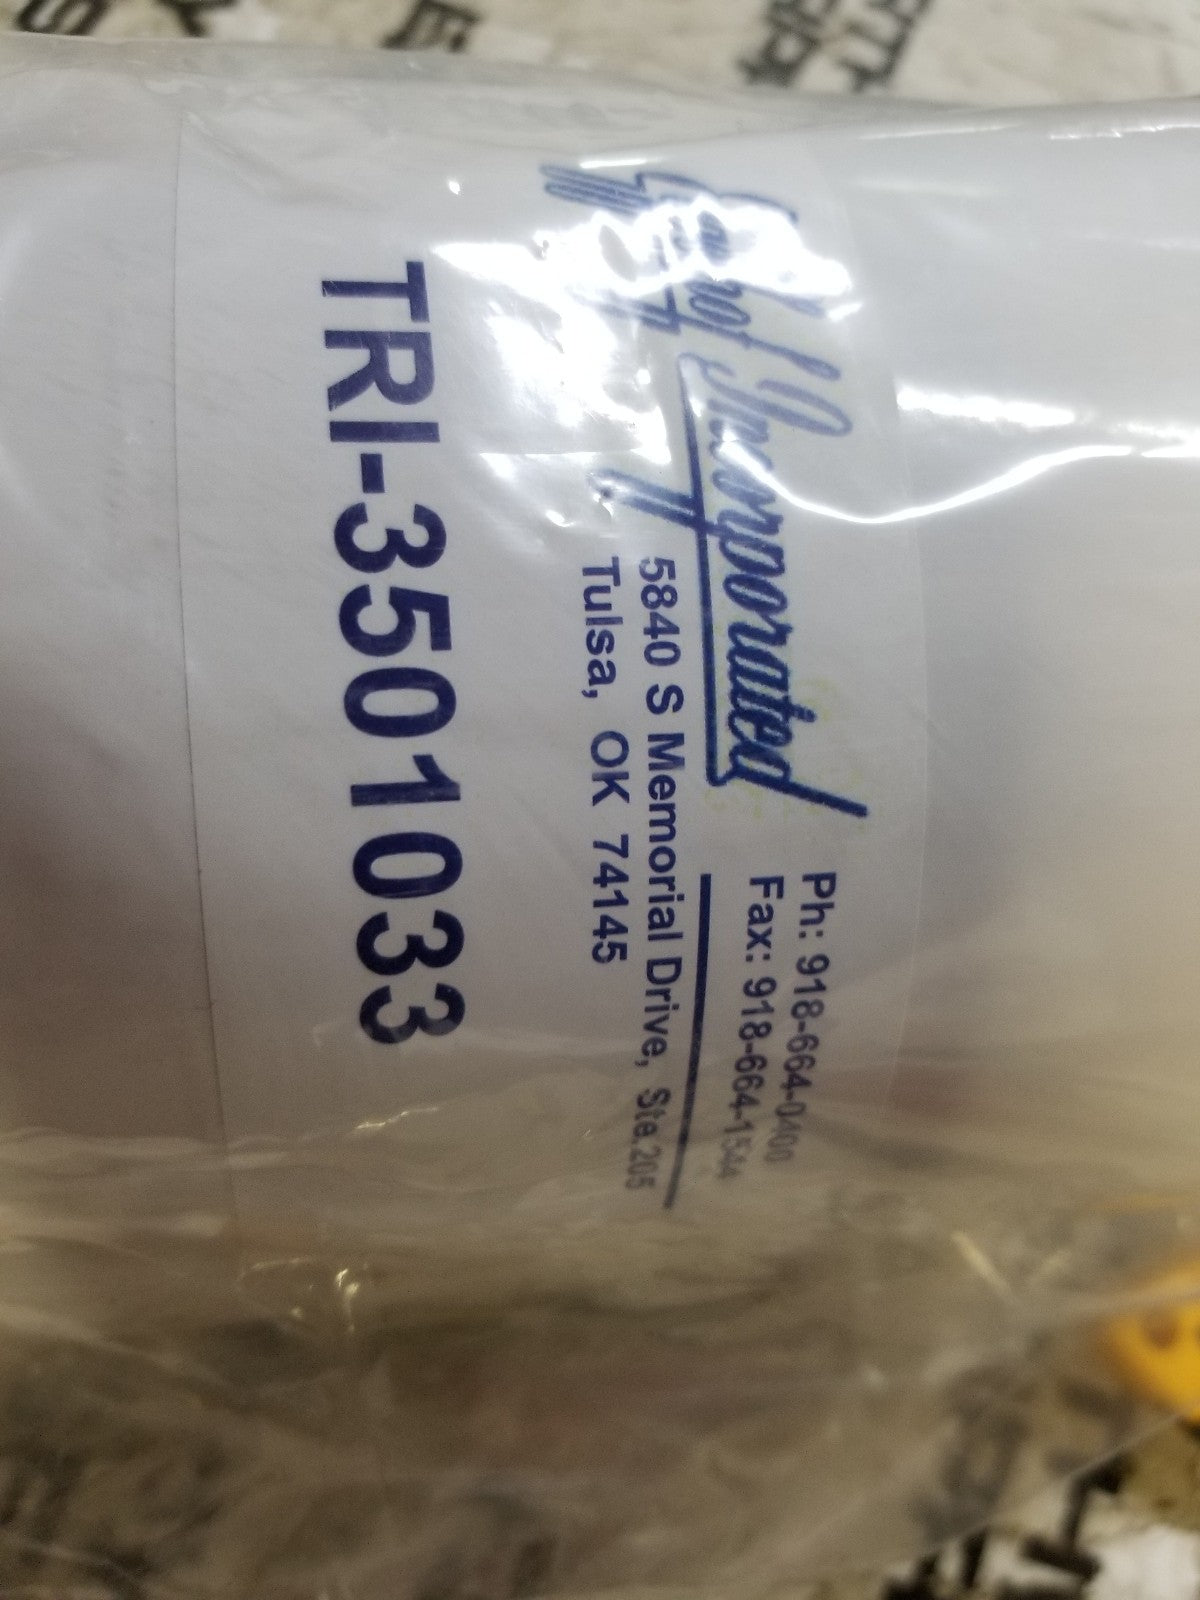 Incorporated
Ph: 918-664-0400
Fax: 918-664-1544
5840 S Memorial Drive, Ste.205
Tulsa, OK 74145
TRI-3501033